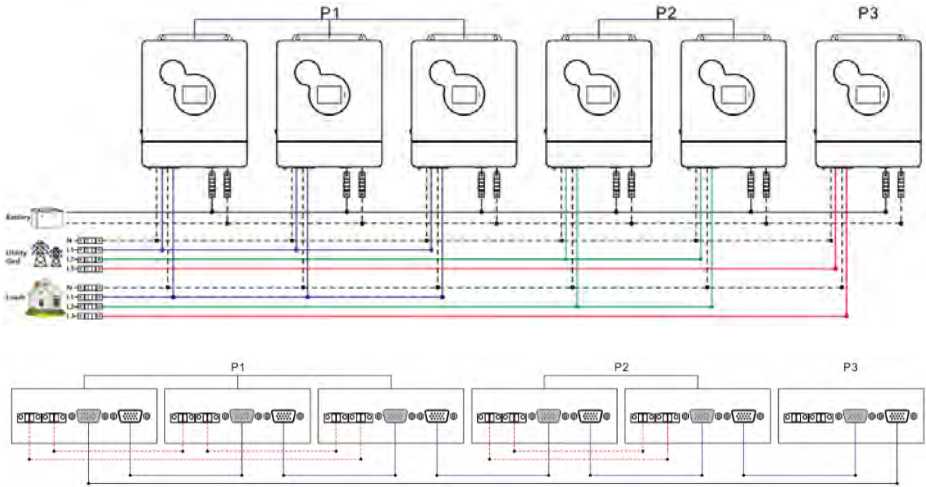 P1 P2 P3
Battery
N
Utility L1
Grid L2
L3
N
Loads L1
L2
L3
P1 P2 P3